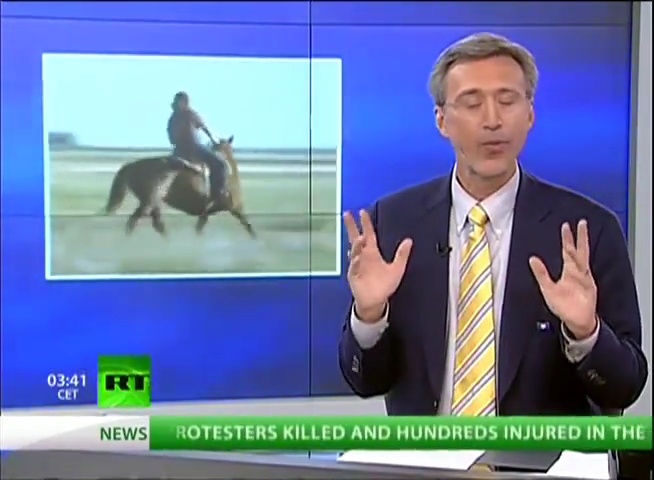 03:41
CET
RT
NEWS
ROTESTERS KILLED AND HUNDREDS INJURED IN THE